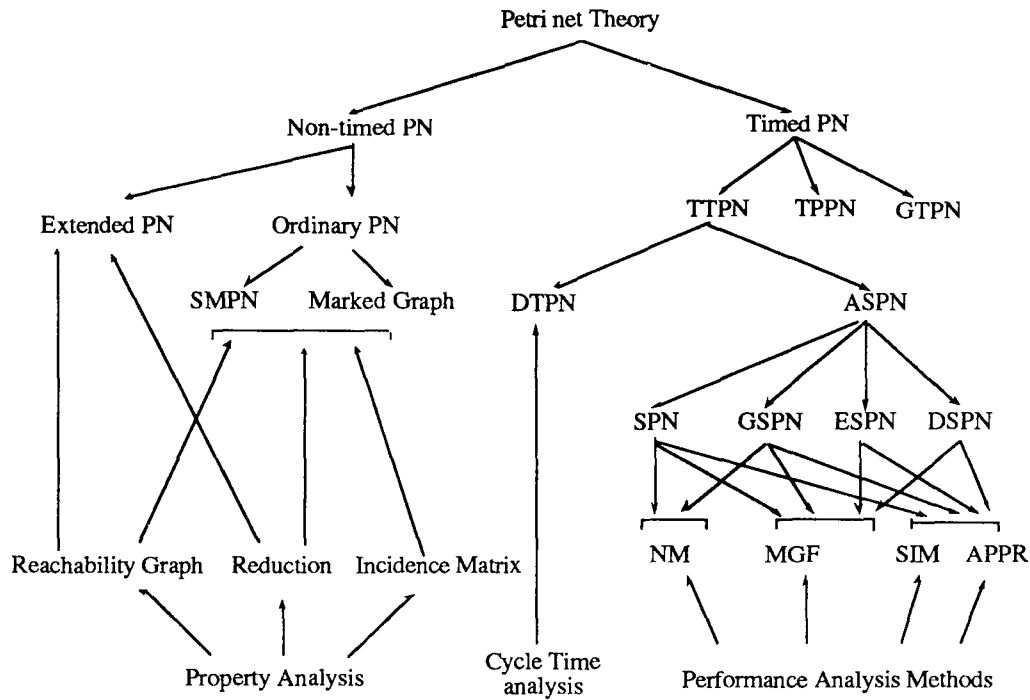 Petri net Theory
Non-timed PN
Timed PN
Extended PN
Ordinary PN
TTPN
TPPN
GTPN
SMPN
Marked Graph
DTPN
ASPN
SPN
GSPN
ESPN
DSPN
NM
MGF
SIM
APPR
Reachability Graph
Reduction
Incidence Matrix
Property Analysis
Cycle Time
analysis
Performance Analysis Methods